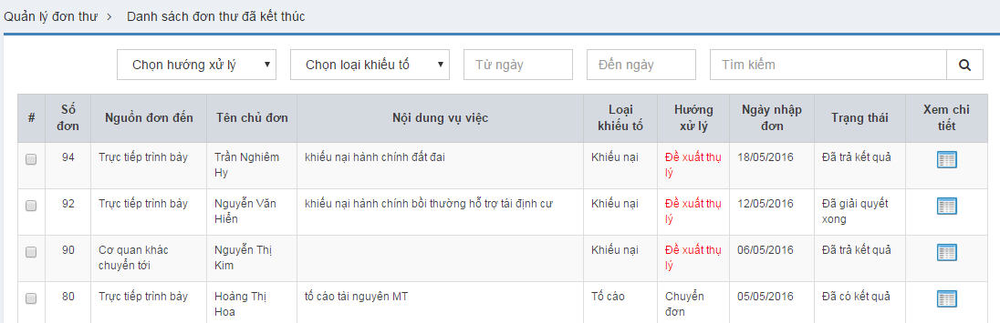 Quản lý đơn thư > Danh sách đơn thư đã kết thúc
Chọn hướng xử lý Chọn loại khiếu tố Từ ngày Đến ngày Tìm kiếm
# Số đơn Nguồn đơn đến Tên chủ đơn Nội dung vụ việc Loại khiếu tố Hướng xử lý Ngày nhập đơn Trạng thái Xem chi tiết
94 Trực tiếp trình bày Trần Nghiêm Hy khiếu nại hành chính đất đai Khiếu nại Đề xuất thụ lý 18/05/2016 Đã trả kết quả
92 Trực tiếp trình bày Nguyễn Văn Hiển khiếu nại hành chính bồi thường hỗ trợ tái định cư Khiếu nại Đề xuất thụ lý 12/05/2016 Đã giải quyết xong
90 Cơ quan khác chuyển tới Nguyễn Thị Kim Khiếu nại Đề xuất thụ lý 06/05/2016 Đã trả kết quả
80 Trực tiếp trình bày Hoàng Thị Hoa tố cáo tài nguyên MT Tố cáo Chuyển đơn 05/05/2016 Đã có kết quả